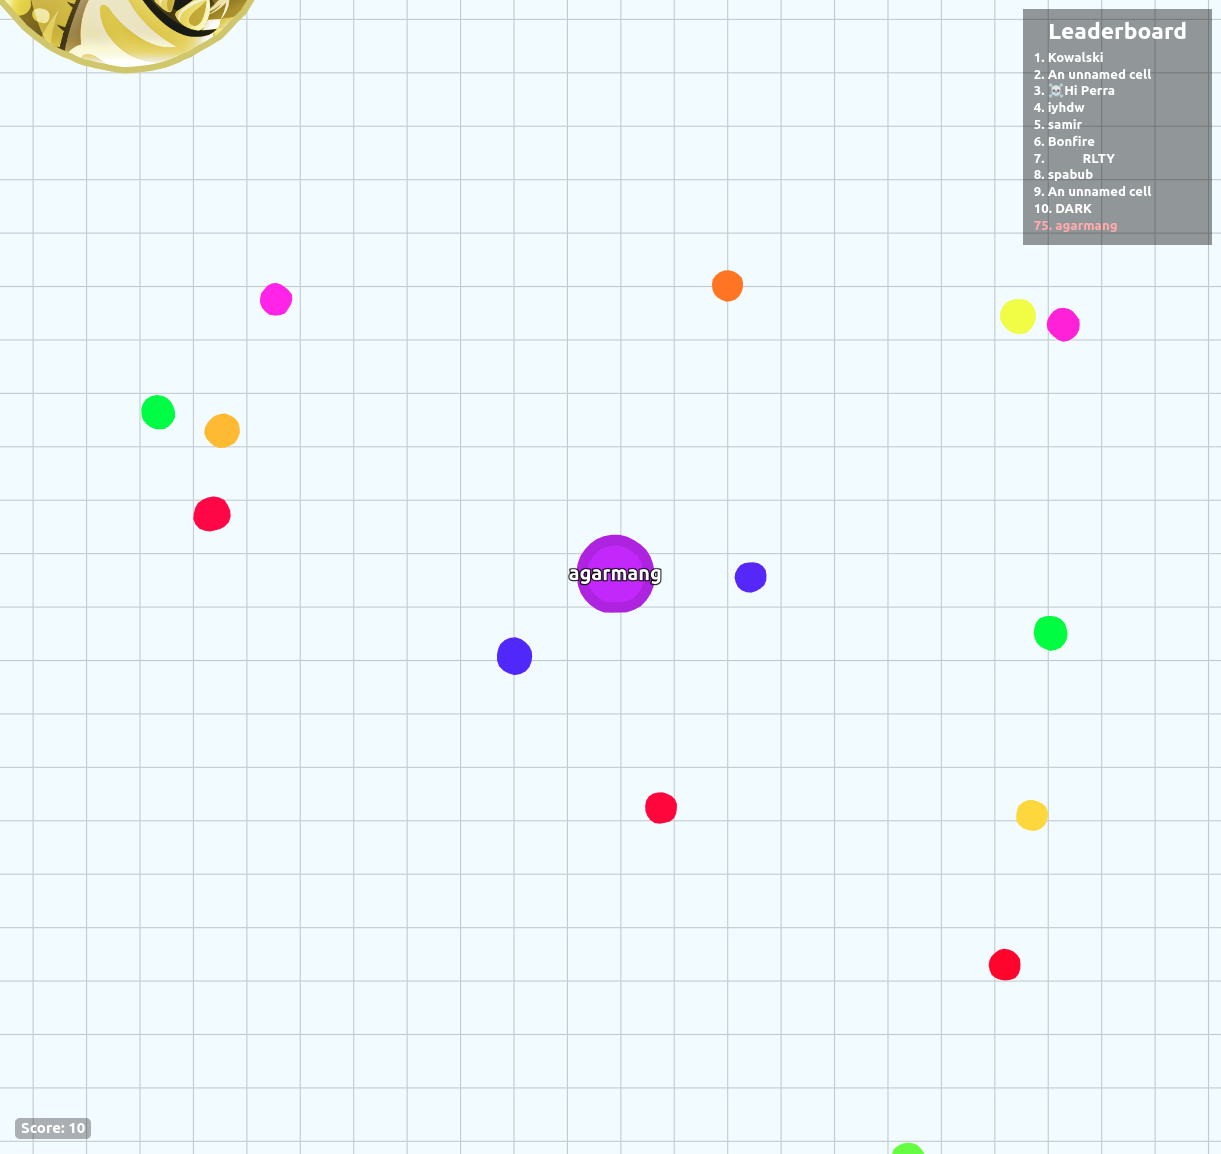 Leaderboard
1. Kowalski
2. An unnamed cell
3. ☠️Hi Perra
4. iyhdw
5. samir
6. Bonfire
7. RLTY
8. spabub
9. An unnamed cell
10. DARK
75. agarmang
agarmang
Score: 10